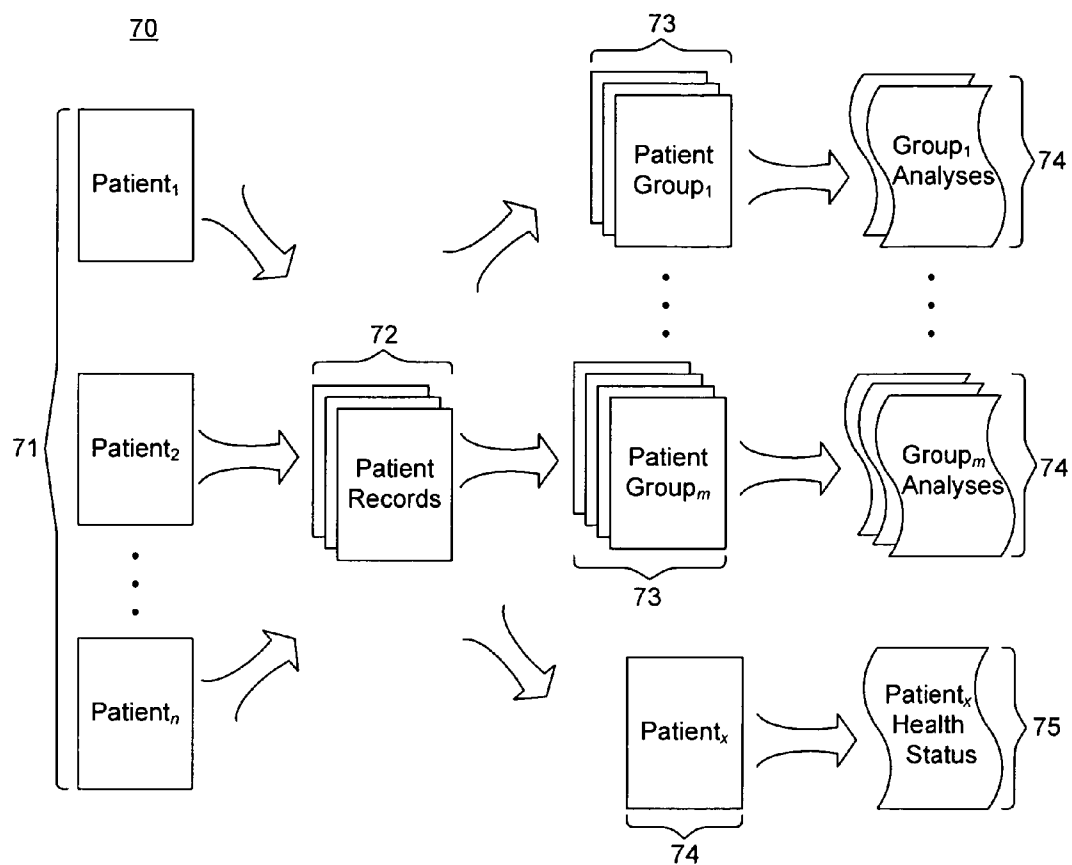 70
73
Patient₁
Patient
Group₁
Group₁
Analyses
74
72
71
Patient₂
Patient
Records
Patient
Groupₘ
Groupₘ
Analyses
74
73
Patientₙ
Patientₓ
Patientₓ
Health
Status
75
74